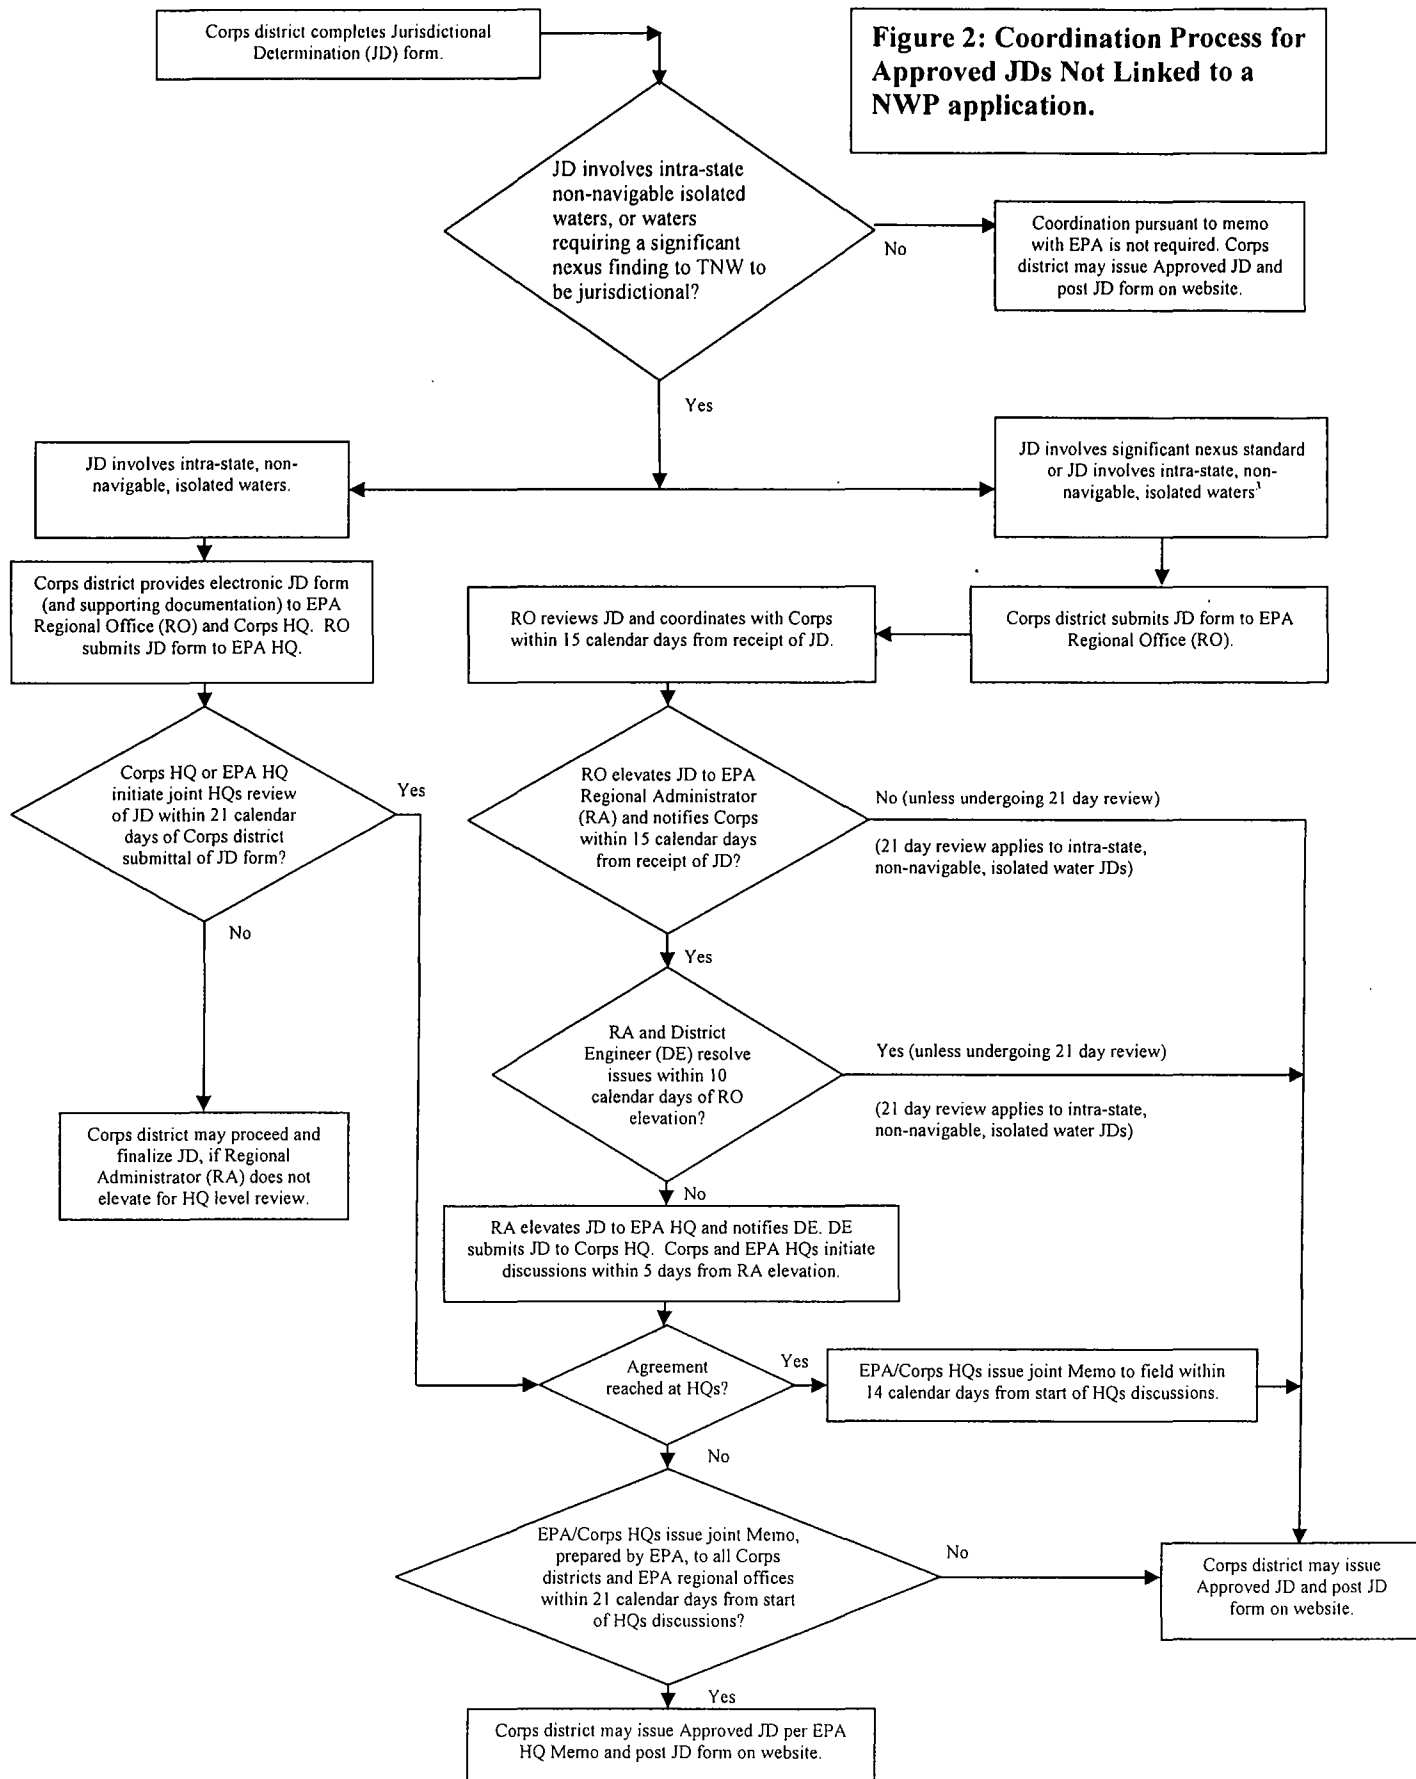 Corps district completes Jurisdictional
Determination (JD) form.
Figure 2: Coordination Process for
Approved JDs Not Linked to a
NWP application.
JD involves intra-state
non-navigable isolated
waters, or waters
requiring a significant
nexus finding to TNW to
be jurisdictional?
No
Coordination pursuant to memo
with EPA is not required. Corps
district may issue Approved JD and
post JD form on website.
Yes
JD involves intra-state, non-
navigable, isolated waters.
JD involves significant nexus standard
or JD involves intra-state, non-
navigable, isolated waters¹
Corps district provides electronic JD form
(and supporting documentation) to EPA
Regional Office (RO) and Corps HQ. RO
submits JD form to EPA HQ.
RO reviews JD and coordinates with Corps
within 15 calendar days from receipt of JD.
Corps district submits JD form to EPA
Regional Office (RO).
Corps HQ or EPA HQ
initiate joint HQs review
of JD within 21 calendar
days of Corps district
submittal of JD form?
Yes
No
RO elevates JD to EPA
Regional Administrator
(RA) and notifies Corps
within 15 calendar days
from receipt of JD?
No (unless undergoing 21 day review)
(21 day review applies to intra-state,
non-navigable, isolated water JDs)
Yes
RA and District
Engineer (DE) resolve
issues within 10
calendar days of RO
elevation?
Yes (unless undergoing 21 day review)
(21 day review applies to intra-state,
non-navigable, isolated water JDs)
No
Corps district may proceed and
finalize JD, if Regional
Administrator (RA) does not
elevate for HQ level review.
RA elevates JD to EPA HQ and notifies DE. DE
submits JD to Corps HQ. Corps and EPA HQs initiate
discussions within 5 days from RA elevation.
Agreement
reached at HQs?
Yes
EPA/Corps HQs issue joint Memo to field within
14 calendar days from start of HQs discussions.
No
EPA/Corps HQs issue joint Memo,
prepared by EPA, to all Corps
districts and EPA regional offices
within 21 calendar days from start
of HQs discussions?
No
Corps district may issue
Approved JD and post JD
form on website.
Yes
Corps district may issue Approved JD per EPA
HQ Memo and post JD form on website.